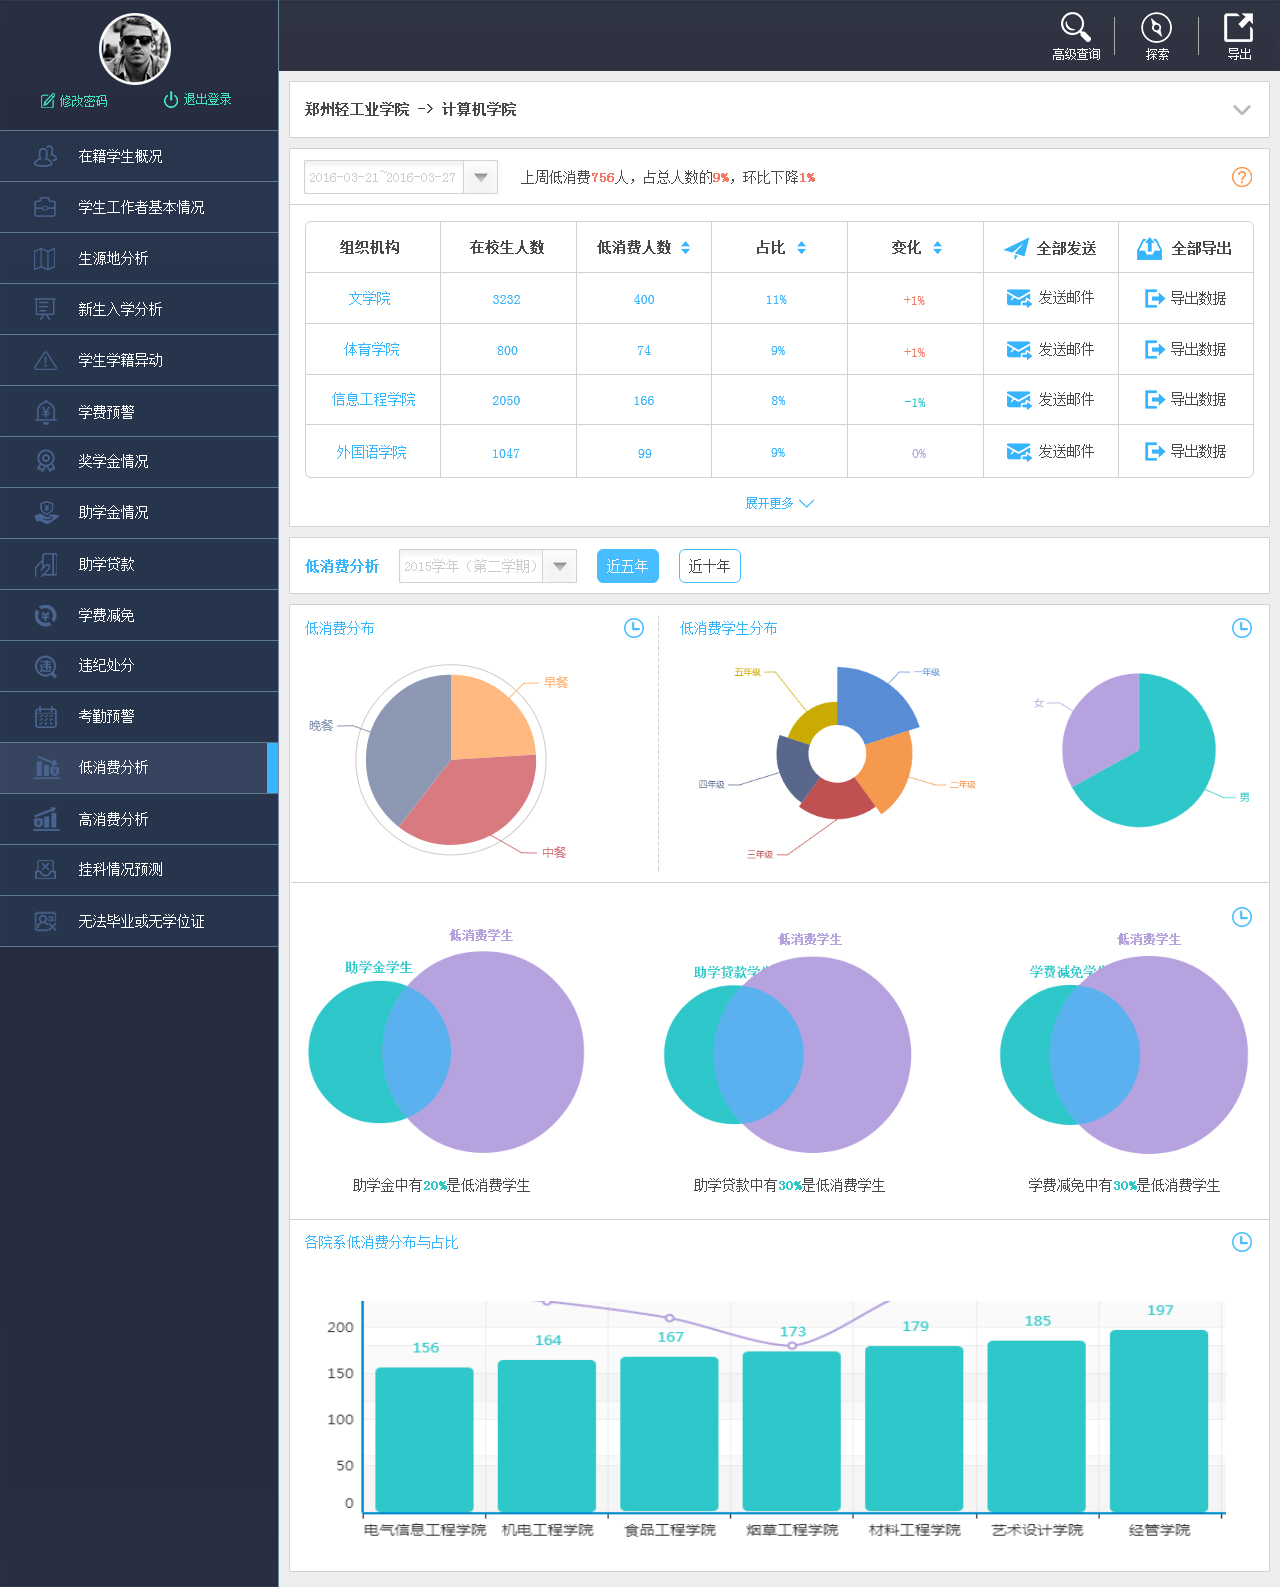 高级查询
探索
导出
修改密码
退出登录
在籍学生概况
学生工作者基本情况
生源地分析
新生入学分析
学生学籍异动
学费预警
奖学金情况
助学金情况
助学贷款
学费减免
违纪处分
考勤预警
低消费分析
高消费分析
挂科情况预测
无法毕业或无学位证
郑州轻工业学院 -> 计算机学院
2016-03-21~2016-03-27
上周低消费756人，占总人数的9%，环比下降1%
组织机构 在校生人数 低消费人数 占比 变化 全部发送 全部导出
文学院 3232 400 11% +1% 发送邮件 导出数据
体育学院 800 74 9% +1% 发送邮件 导出数据
信息工程学院 2050 166 8% -1% 发送邮件 导出数据
外国语学院 1047 99 9% 0% 发送邮件 导出数据
展开更多
低消费分析 2015学年（第二学期） 近五年 近十年
低消费分布
早餐
晚餐
中餐
低消费学生分布
五年级
一年级
四年级
二年级
三年级
女
男
低消费学生
助学金学生
助学金中有20%是低消费学生
低消费学生
助学贷款学生
助学贷款中有30%是低消费学生
低消费学生
学费减免学生
学费减免中有30%是低消费学生
各院系低消费分布与占比
200
150
100
50
0
156
164
167
173
179
185
197
电气信息工程学院
机电工程学院
食品工程学院
烟草工程学院
材料工程学院
艺术设计学院
经管学院